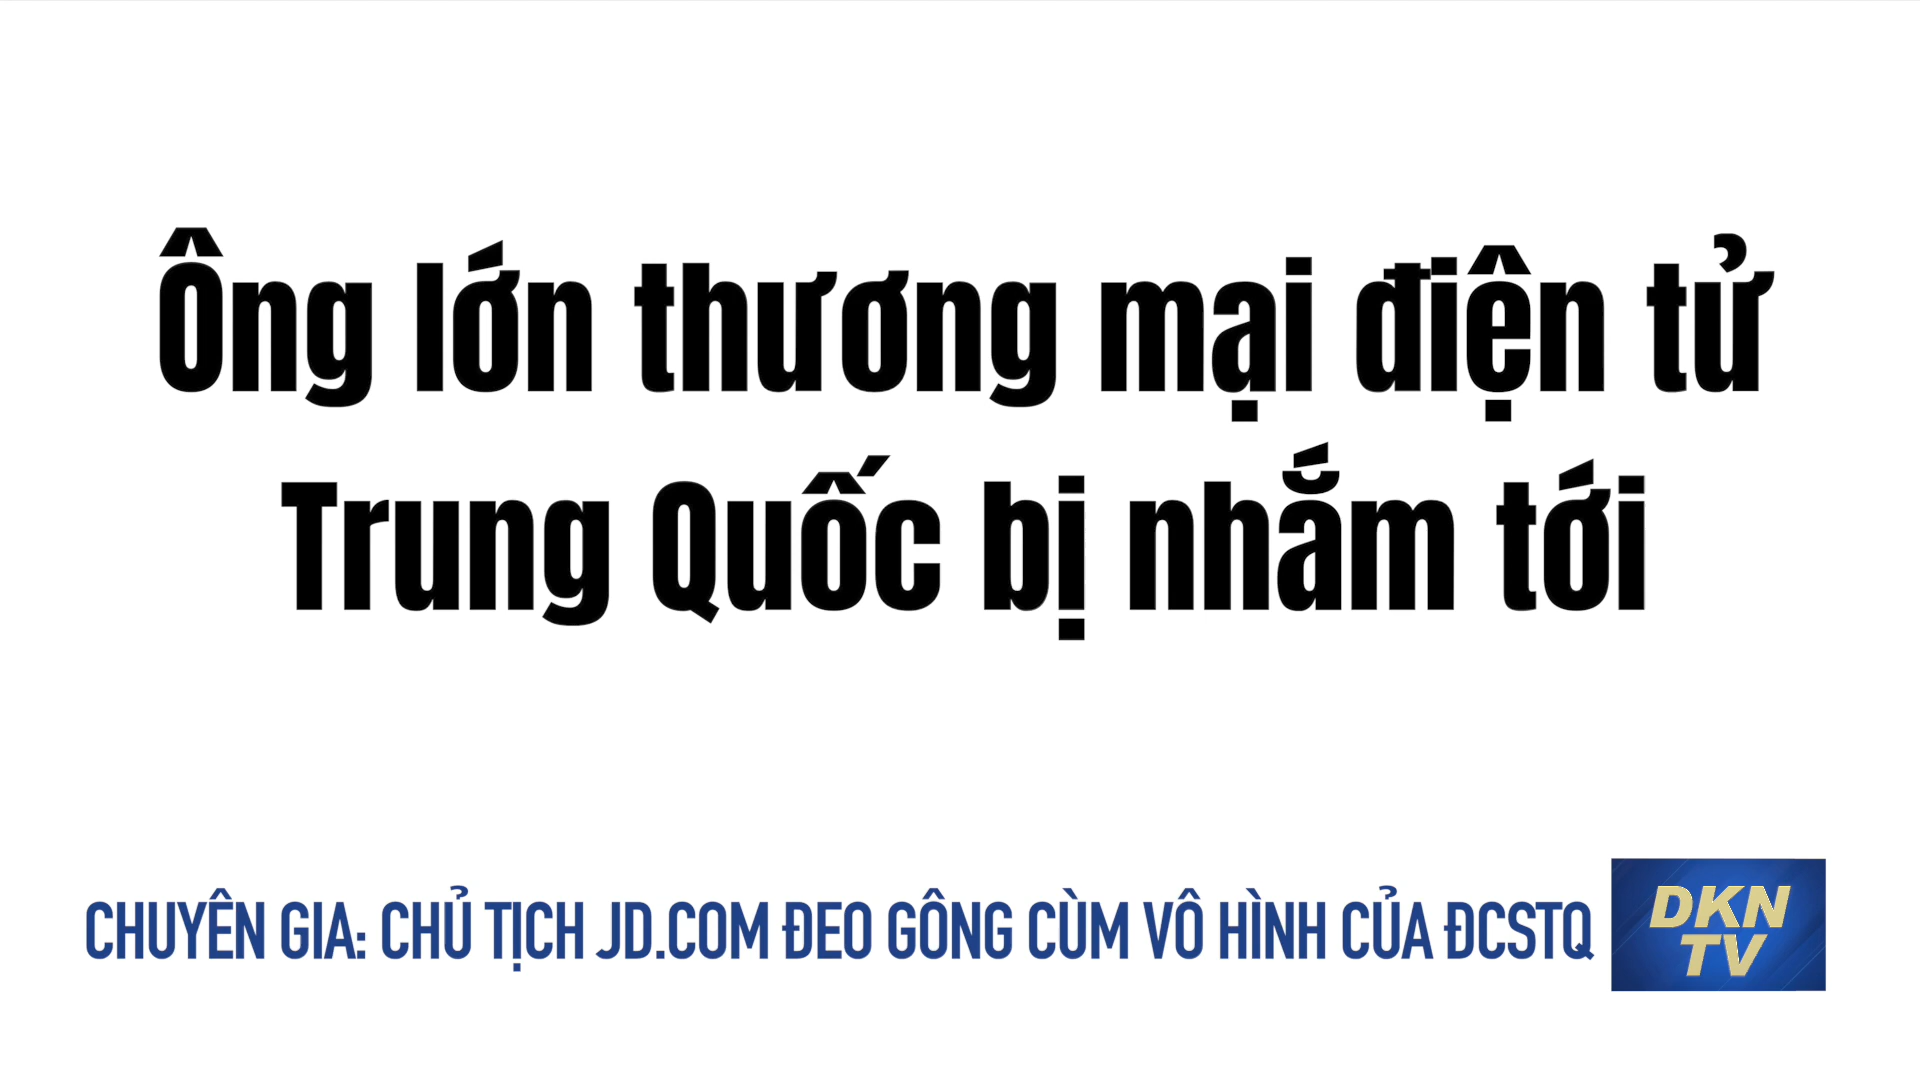 Ông lớn thương mại điện tử
Trung Quốc bị nhắm tới
CHUYÊN GIA: CHỦ TỊCH JD.COM ĐEO GÔNG CÙM VÔ HÌNH CỦA ĐCSTQ
DKN
TV